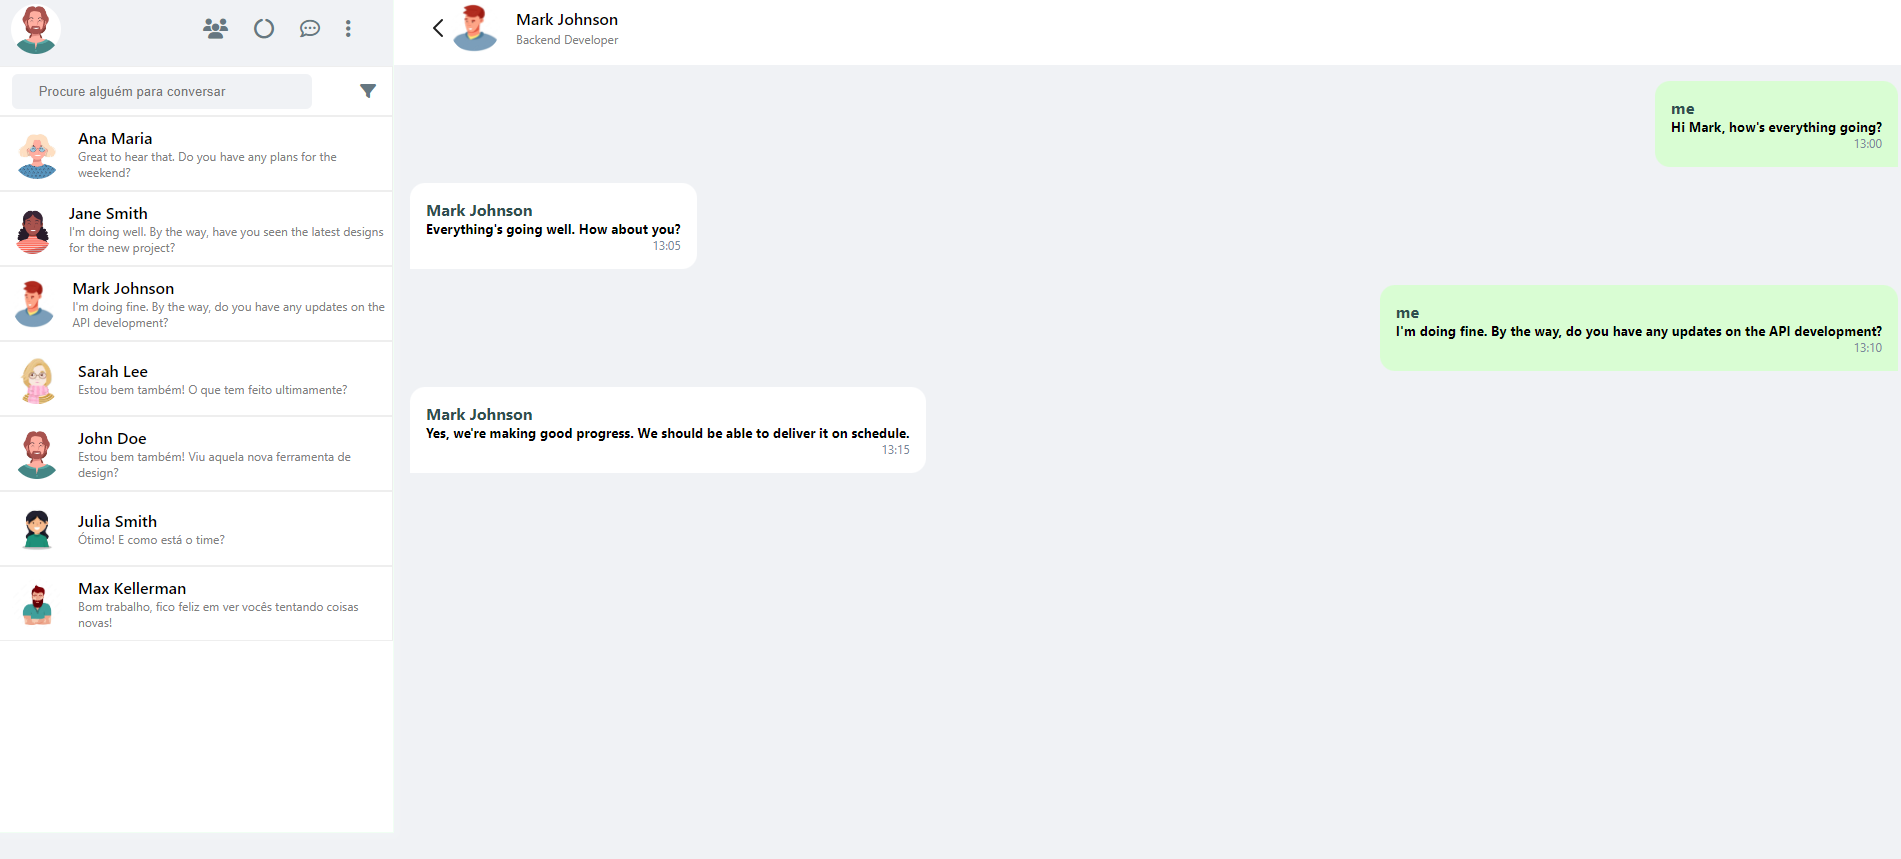 Procure alguém para conversar
Ana Maria
Great to hear that. Do you have any plans for the
weekend?
Jane Smith
I'm doing well. By the way, have you seen the latest designs
for the new project?
Mark Johnson
I'm doing fine. By the way, do you have any updates on the
API development?
Sarah Lee
Estou bem também! O que tem feito ultimamente?
John Doe
Estou bem também! Viu aquela nova ferramenta de
design?
Julia Smith
Ótimo! E como está o time?
Max Kellerman
Bom trabalho, fico feliz em ver vocês tentando coisas
novas!
Mark Johnson
Backend Developer
me
Hi Mark, how's everything going?
13:00
Mark Johnson
Everything's going well. How about you?
13:05
me
I'm doing fine. By the way, do you have any updates on the API development?
13:10
Mark Johnson
Yes, we're making good progress. We should be able to deliver it on schedule.
13:15